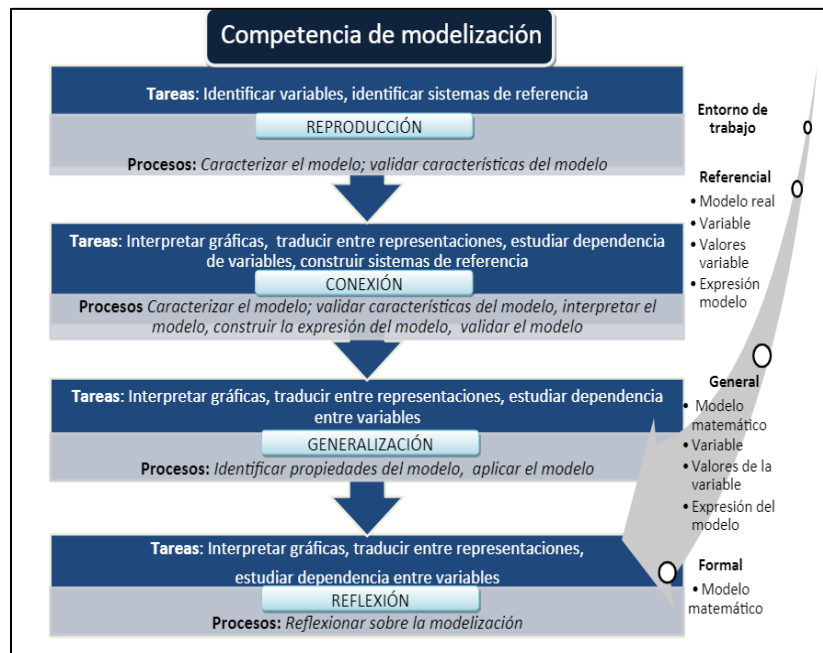 Competencia de modelización
Tareas: Identificar variables, identificar sistemas de referencia
REPRODUCCIÓN
Procesos: Caracterizar el modelo; validar características del modelo
Tareas: Interpretar gráficas, traducir entre representaciones, estudiar dependencia
de variables, construir sistemas de referencia
CONEXIÓN
Procesos Caracterizar el modelo; validar características del modelo, interpretar el
modelo, construir la expresión del modelo, validar el modelo
Tareas: Interpretar gráficas, traducir entre representaciones, estudiar dependencia
entre variables
GENERALIZACIÓN
Procesos: Identificar propiedades del modelo, aplicar el modelo
Tareas: Interpretar gráficas, traducir entre representaciones,
estudiar dependencia entre variables
REFLEXIÓN
Procesos: Reflexionar sobre la modelización
Entorno de
trabajo
Referencial
• Modelo real
• Variable
• Valores
variable
• Expresión
modelo
General
• Modelo
matemático
• Variable
• Valores de la
variable
• Expresión del
modelo
Formal
• Modelo
matemático